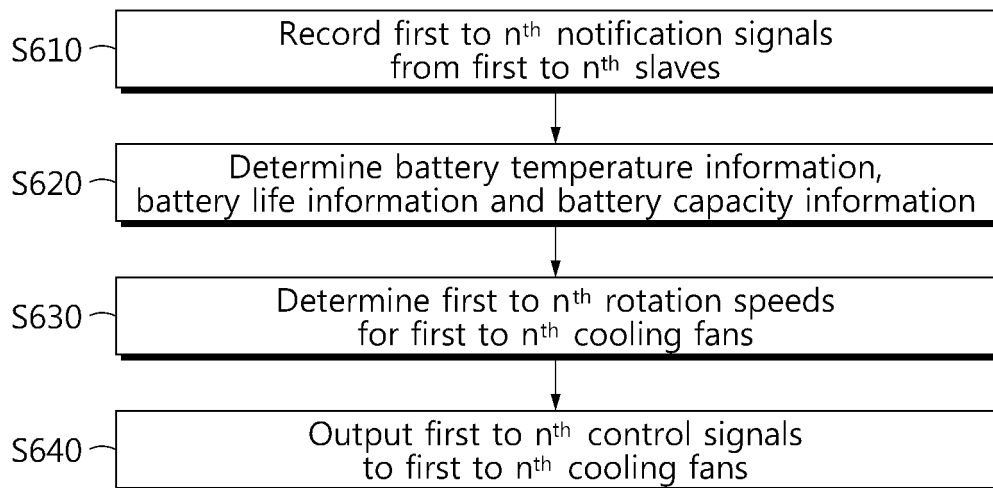 S610
Record first to nth notification signals
from first to nth slaves
S620
Determine battery temperature information,
battery life information and battery capacity information
S630
Determine first to nth rotation speeds
for first to nth cooling fans
S640
Output first to nth control signals
to first to nth cooling fans